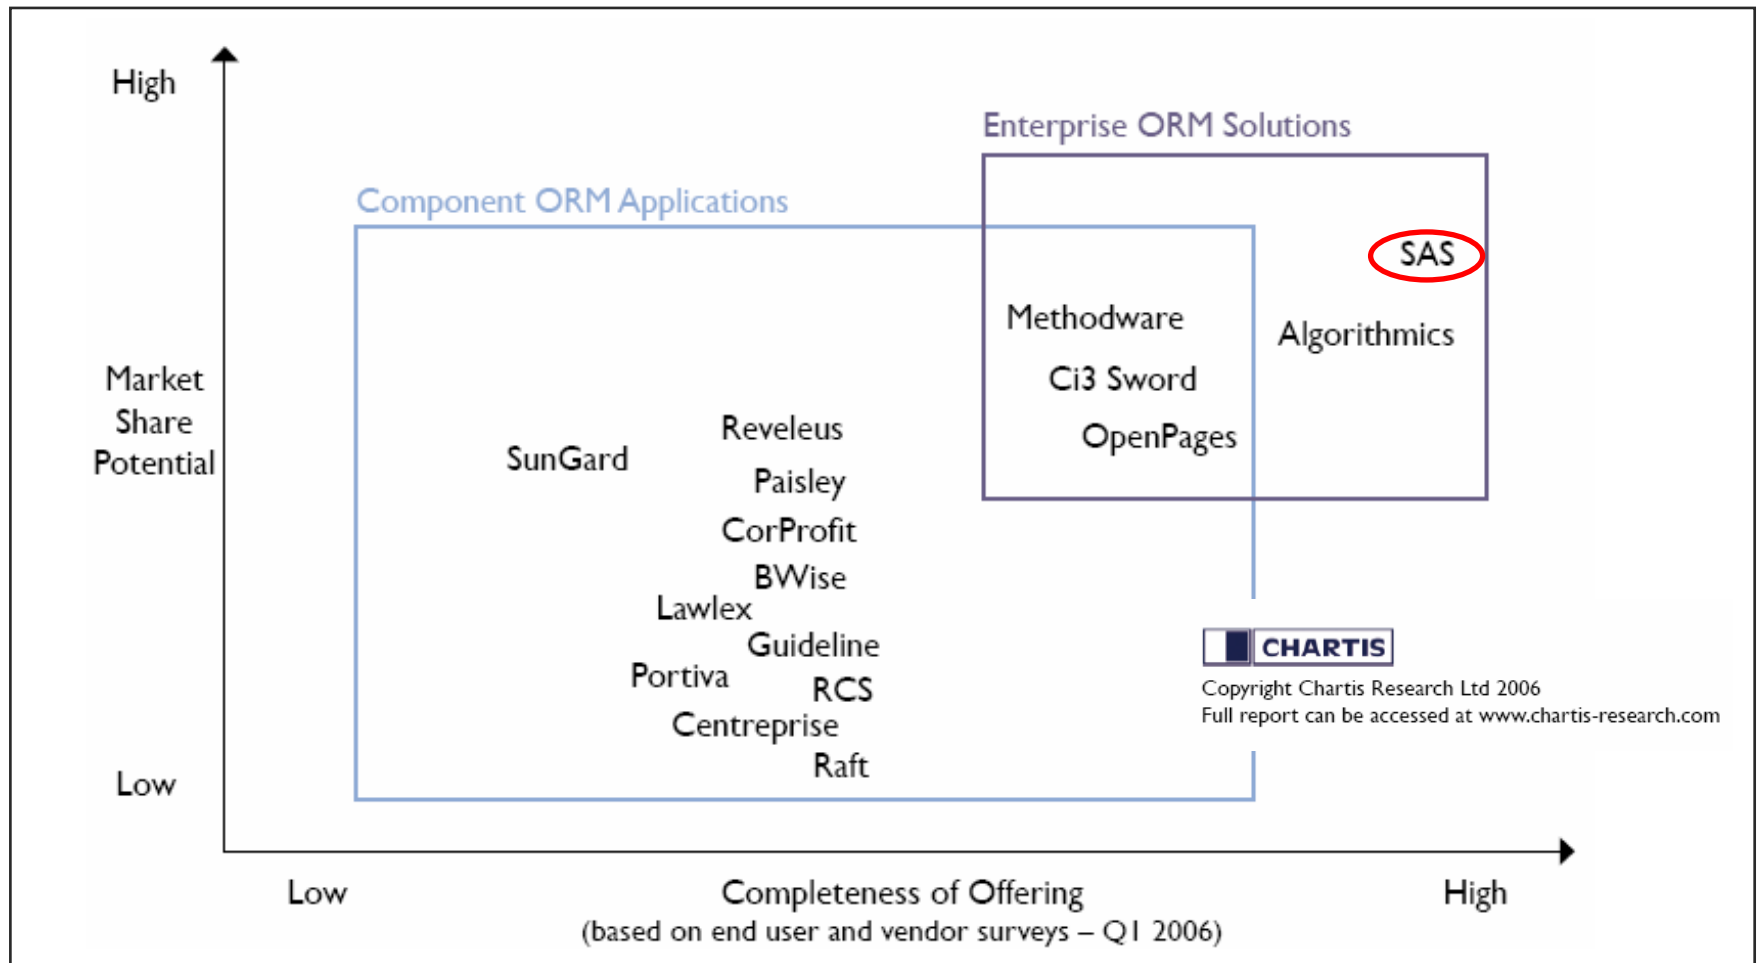 High
Enterprise ORM Solutions
Component ORM Applications
SAS
Methodware
Algorithmics
Market
Share
Potential
Ci3 Sword
Reveleus
OpenPages
SunGard
Paisley
CorProfit
BWise
Lawlex
Guideline
Portiva
RCS
Centreprise
Raft
CHARTIS
Copyright Chartis Research Ltd 2006
Full report can be accessed at www.chartis-research.com
Low
Low
Completeness of Offering
High
(based on end user and vendor surveys – Q1 2006)